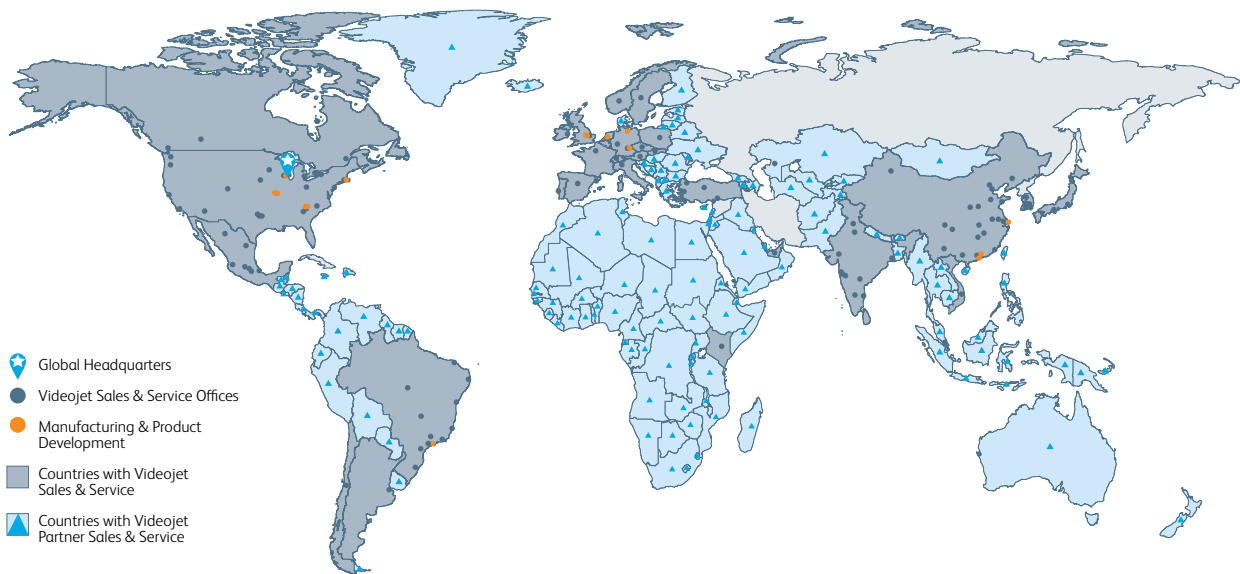 Global Headquarters
Videojet Sales & Service Offices
Manufacturing & Product
Development
Countries with Videojet
Sales & Service
Countries with Videojet
Partner Sales & Service